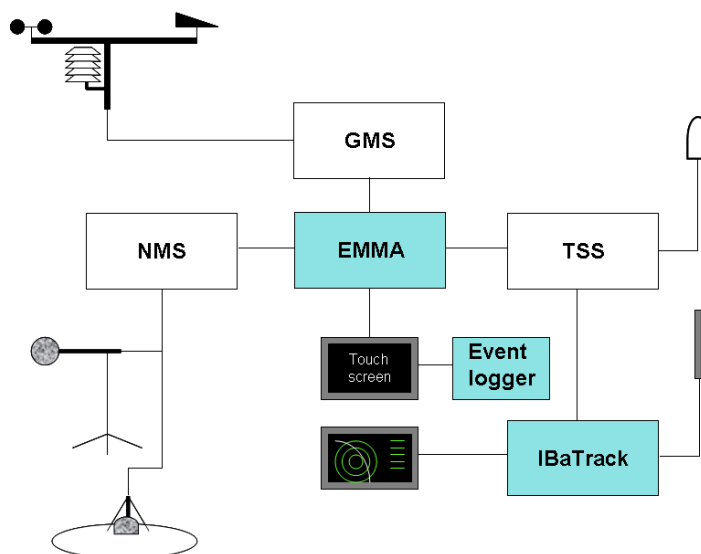 GMS
NMS
EMMA
TSS
Touch
screen
Event
logger
IBaTrack